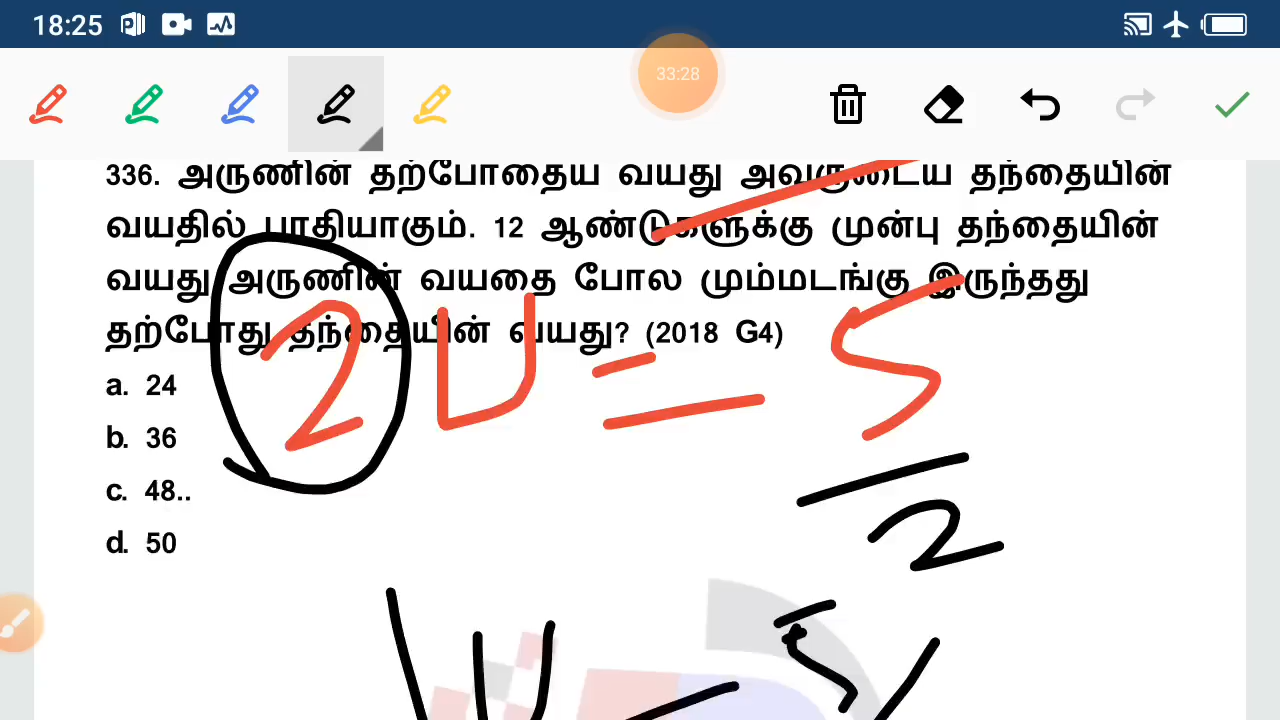 18:25
33:28
336. அருணின் தற்போதைய வயது அவருடைய தந்தையின்
வயதில் பாதியாகும். 12 ஆண்டுகளுக்கு முன்பு தந்தையின்
வயது அருணின் வயதை போல மும்மடங்கு இருந்தது
தற்போது தந்தையின் வயது? (2018 G4)
2U = 5
2
a. 24
b. 36
c. 48..
d. 50